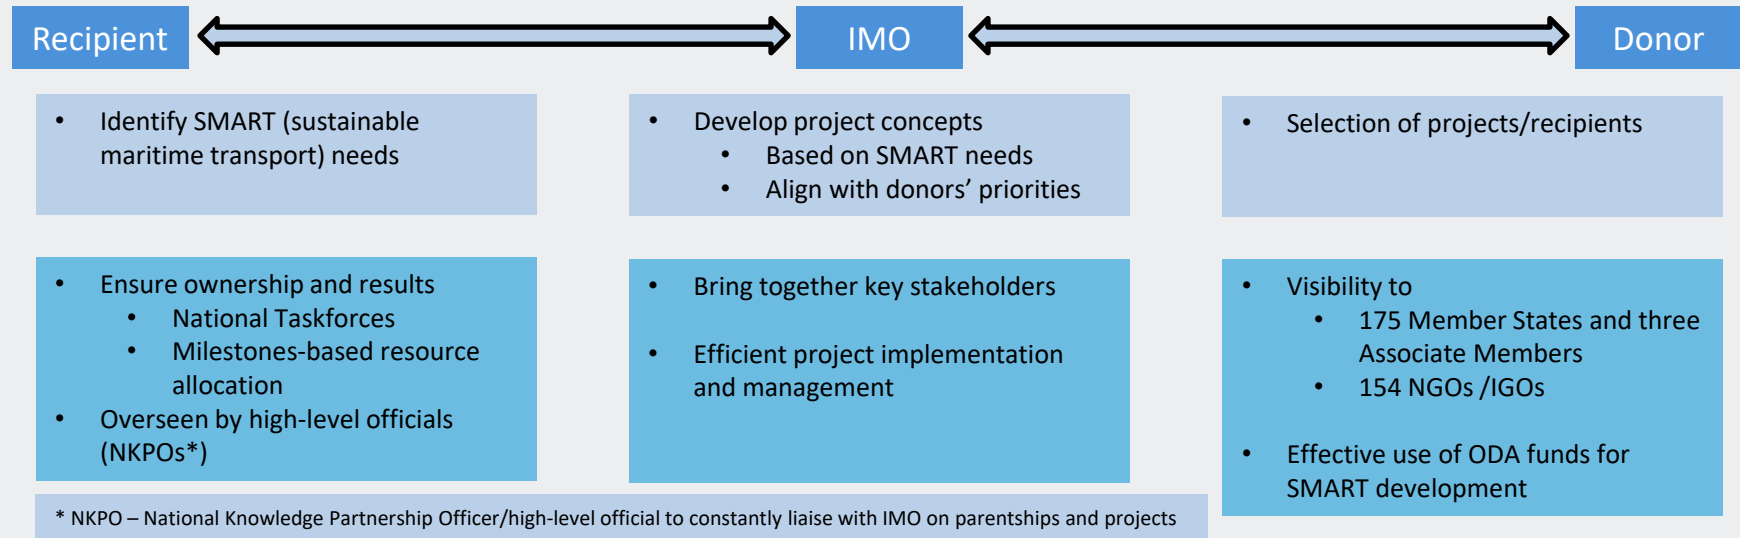 Recipient
IMO
Donor
• Identify SMART (sustainable
maritime transport) needs
• Develop project concepts
• Based on SMART needs
• Align with donors’ priorities
• Selection of projects/recipients
• Ensure ownership and results
• National Taskforces
• Milestones-based resource
allocation
• Overseen by high-level officials
(NKPOs*)
• Bring together key stakeholders
• Efficient project implementation
and management
• Visibility to
• 175 Member States and three
Associate Members
• 154 NGOs /IGOs
• Effective use of ODA funds for
SMART development
* NKPO – National Knowledge Partnership Officer/high-level official to constantly liaise with IMO on parentships and projects